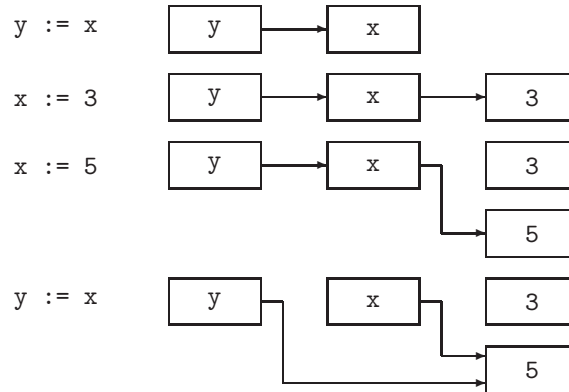 y := x y x
x := 3 y x 3
x := 5 y x 3
5
y := x y x 3
5